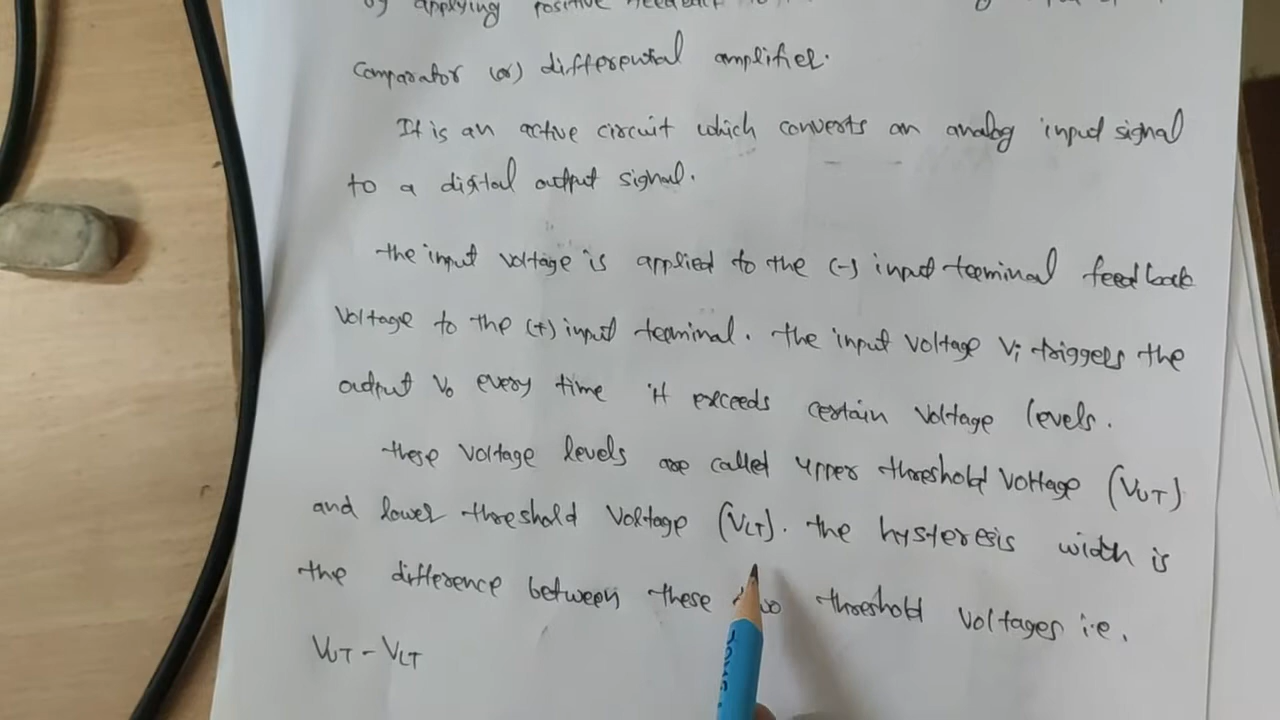 by applying positive feedback
comparator (or) differential amplifier.
It is an active circuit which converts an analog input signal
to a digital output signal.
the input voltage is applied to the (-) input terminal feedback
voltage to the (+) input terminal. the input voltage Vi triggers the
output Vo every time it exceeds certain voltage levels.
these voltage levels are called upper threshold voltage (VUT)
and lower threshold voltage (VLT). the hysteresis width is
the difference between these two threshold voltages i.e.
VUT - VLT